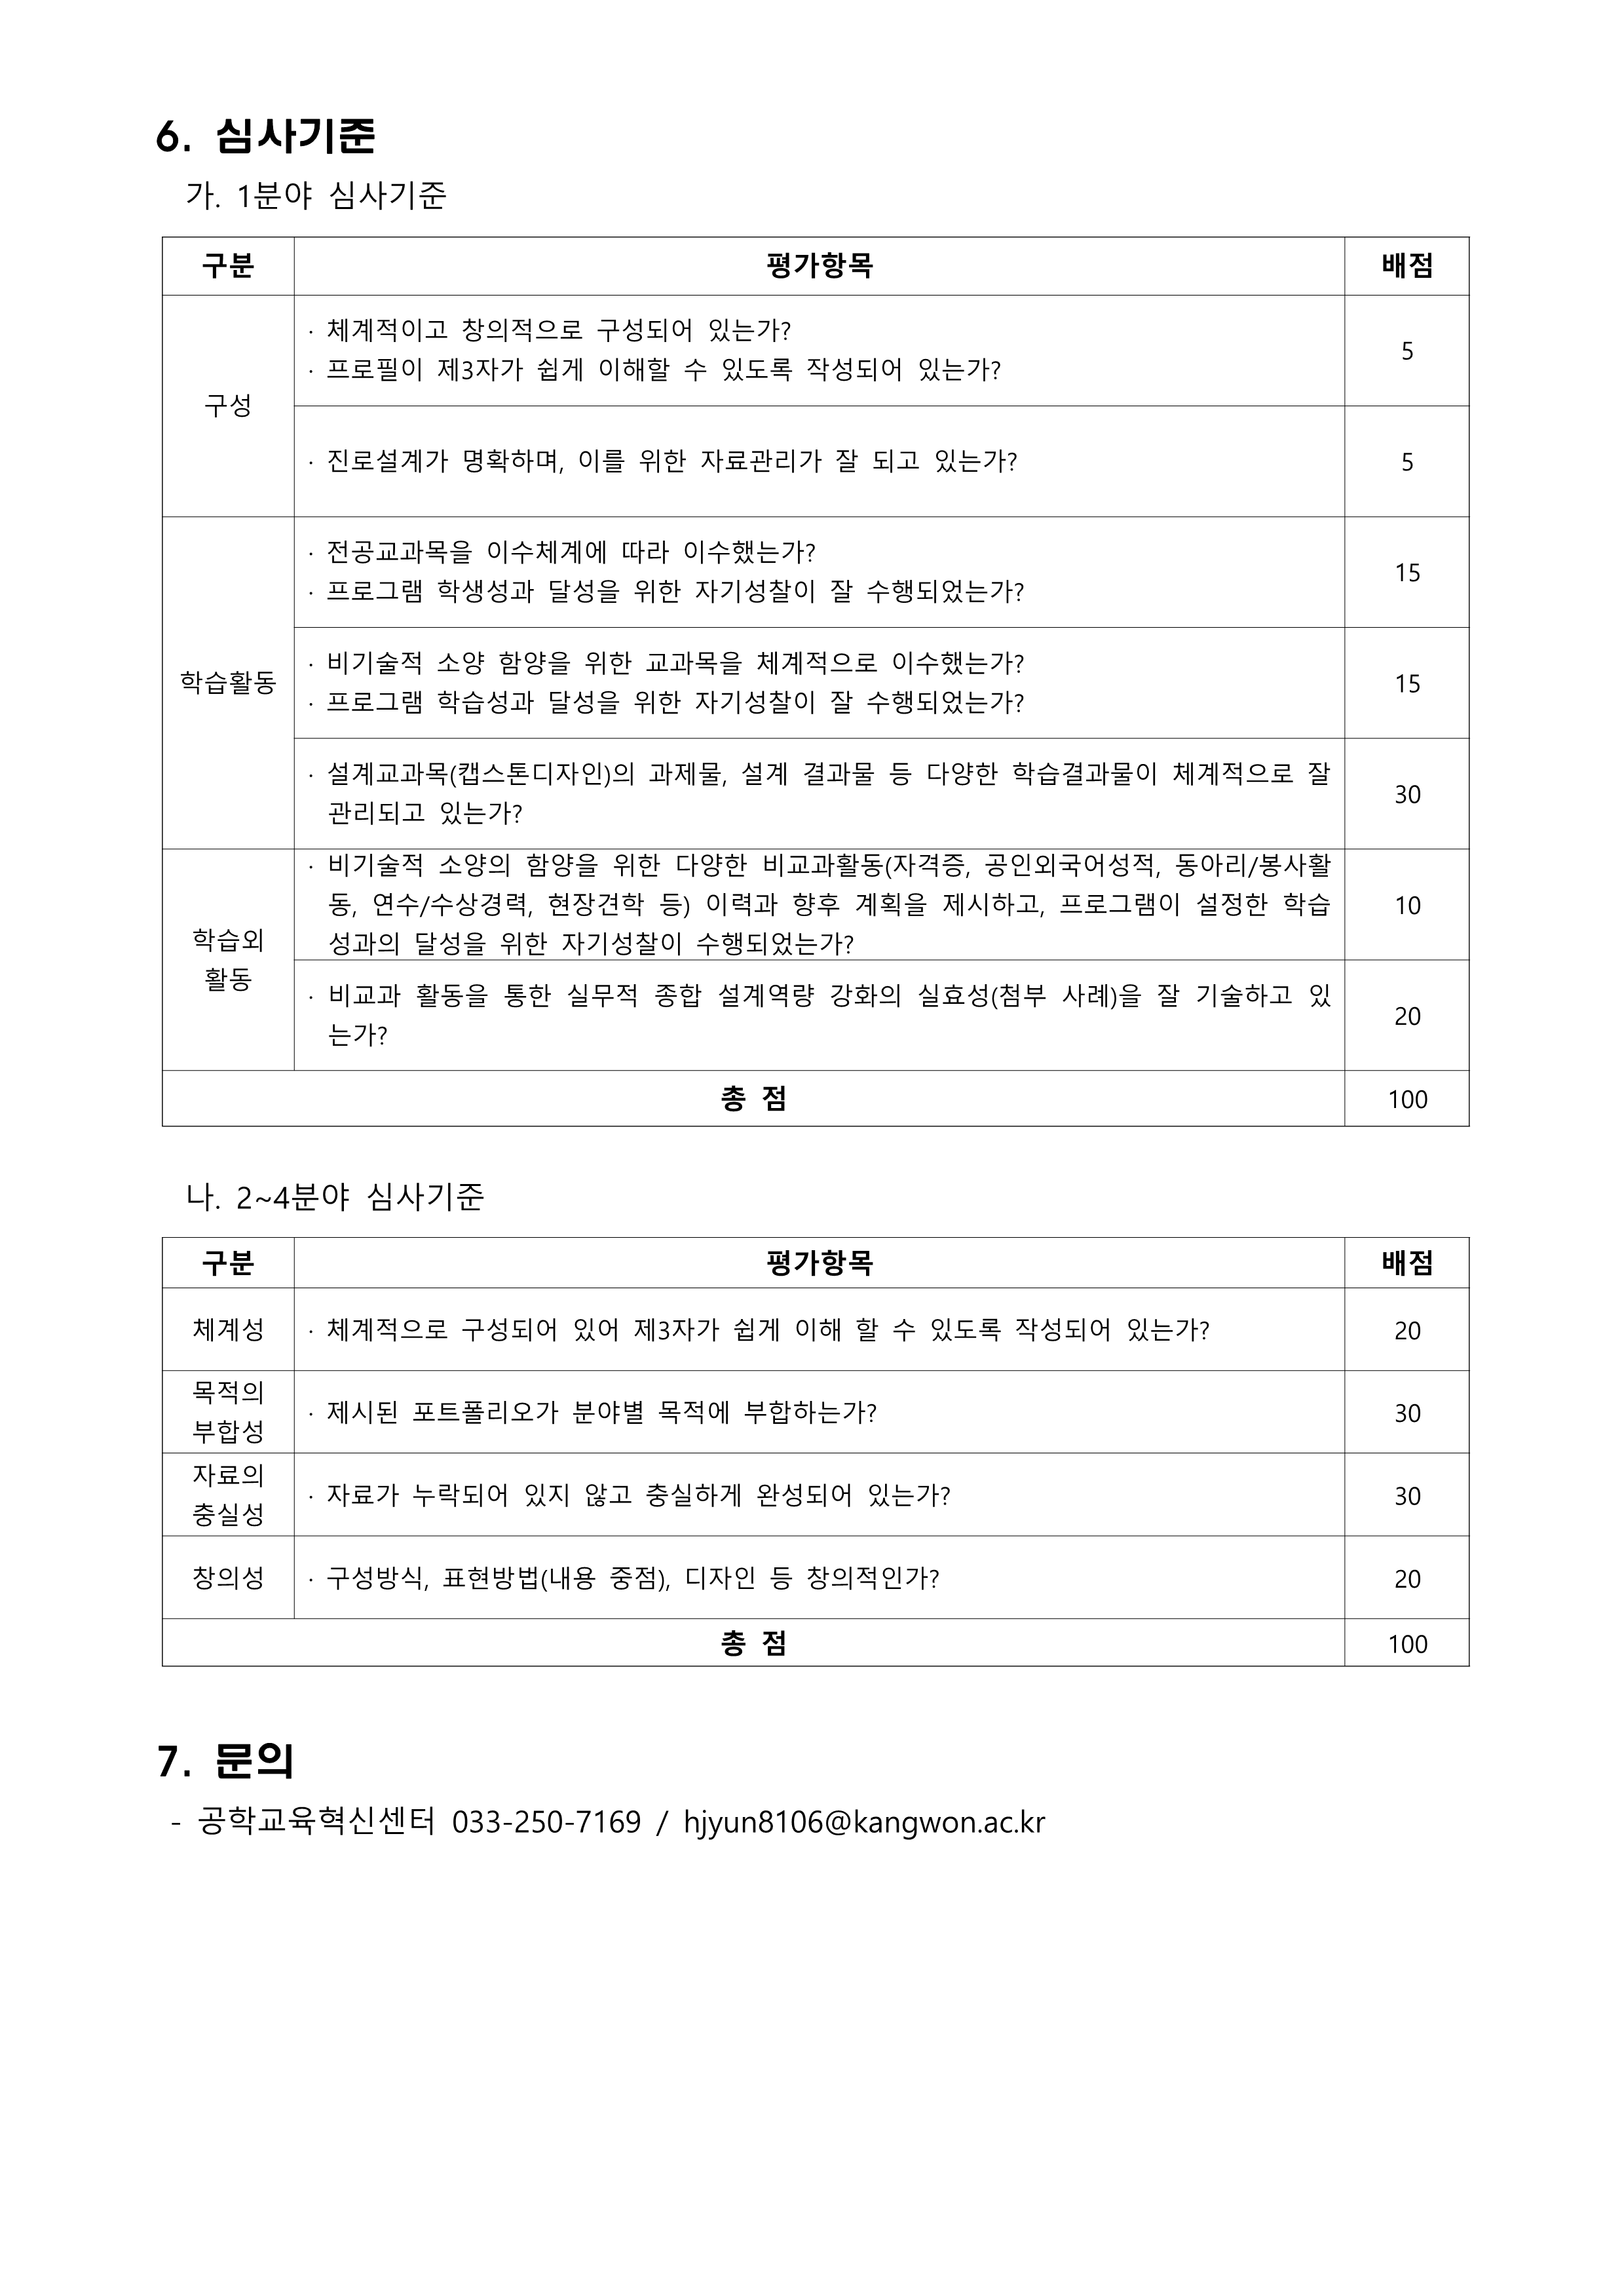 6. 심사기준
가. 1분야 심사기준
구분 평가항목 배점
구성
· 체계적이고 창의적으로 구성되어 있는가?
· 프로필이 제3자가 쉽게 이해할 수 있도록 작성되어 있는가?
5
· 진로설계가 명확하며, 이를 위한 자료관리가 잘 되고 있는가?
5
학습활동
· 전공교과목을 이수체계에 따라 이수했는가?
· 프로그램 학생성과 달성을 위한 자기성찰이 잘 수행되었는가?
15
· 비기술적 소양 함양을 위한 교과목을 체계적으로 이수했는가?
· 프로그램 학습성과 달성을 위한 자기성찰이 잘 수행되었는가?
15
· 설계교과목(캡스톤디자인)의 과제물, 설계 결과물 등 다양한 학습결과물이 체계적으로 잘
관리되고 있는가?
30
학습외
활동
· 비기술적 소양의 함양을 위한 다양한 비교과활동(자격증, 공인외국어성적, 동아리/봉사활
동, 연수/수상경력, 현장견학 등) 이력과 향후 계획을 제시하고, 프로그램이 설정한 학습
성과의 달성을 위한 자기성찰이 수행되었는가?
10
· 비교과 활동을 통한 실무적 종합 설계역량 강화의 실효성(첨부 사례)을 잘 기술하고 있
는가?
20
총 점 100
나. 2~4분야 심사기준
구분 평가항목 배점
체계성 · 체계적으로 구성되어 있어 제3자가 쉽게 이해 할 수 있도록 작성되어 있는가? 20
목적의
부합성
· 제시된 포트폴리오가 분야별 목적에 부합하는가?
30
자료의
충실성
· 자료가 누락되어 있지 않고 충실하게 완성되어 있는가?
30
창의성 · 구성방식, 표현방법(내용 중점), 디자인 등 창의적인가? 20
총 점 100
7. 문의
- 공학교육혁신센터 033-250-7169 / hjyun8106@kangwon.ac.kr